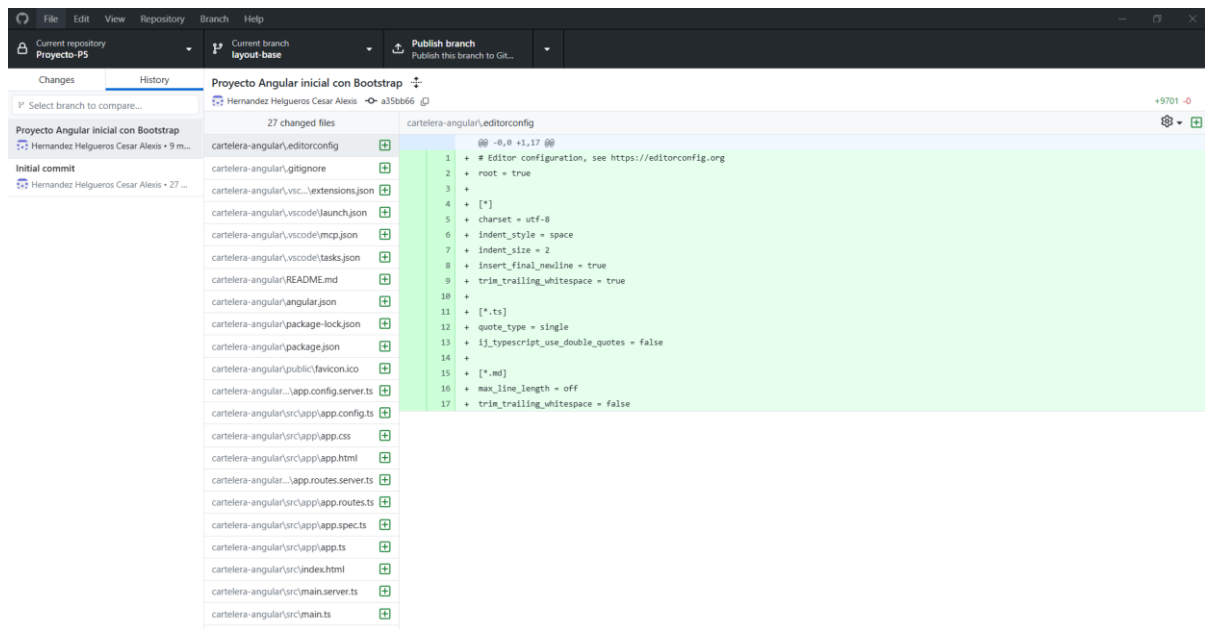 File Edit View Repository Branch Help
Current repository
Proyecto-P5
Current branch
layout-base
Publish branch
Publish this branch to Git...
Changes History
Select branch to compare...
Proyecto Angular inicial con Bootstrap
Hernandez Helgueros Cesar Alexis • 9 m...
Initial commit
Hernandez Helgueros Cesar Alexis • 27 ...
Proyecto Angular inicial con Bootstrap
Hernandez Helgueros Cesar Alexis a35bb66
+9701 -0
27 changed files
cartelera-angular\.editorconfig
cartelera-angular\.gitignore
cartelera-angular\.vsc...\extensions.json
cartelera-angular\.vscode\launch.json
cartelera-angular\.vscode\mcp.json
cartelera-angular\.vscode\tasks.json
cartelera-angular\README.md
cartelera-angular\angular.json
cartelera-angular\package-lock.json
cartelera-angular\package.json
cartelera-angular\public\favicon.ico
cartelera-angular...\app.config.server.ts
cartelera-angular\src\app\app.config.ts
cartelera-angular\src\app\app.css
cartelera-angular\src\app\app.html
cartelera-angular...\app.routes.server.ts
cartelera-angular\src\app\app.routes.ts
cartelera-angular\src\app\app.spec.ts
cartelera-angular\src\app\app.ts
cartelera-angular\src\index.html
cartelera-angular\src\main.server.ts
cartelera-angular\src\main.ts
cartelera-angular\.editorconfig
@@ -0,0 +1,17 @@
1 + # Editor configuration, see https://editorconfig.org
2 + root = true
3 +
4 + [*]
5 + charset = utf-8
6 + indent_style = space
7 + indent_size = 2
8 + insert_final_newline = true
9 + trim_trailing_whitespace = true
10 +
11 + [*.ts]
12 + quote_type = single
13 + ij_typescript_use_double_quotes = false
14 +
15 + [*.md]
16 + max_line_length = off
17 + trim_trailing_whitespace = false